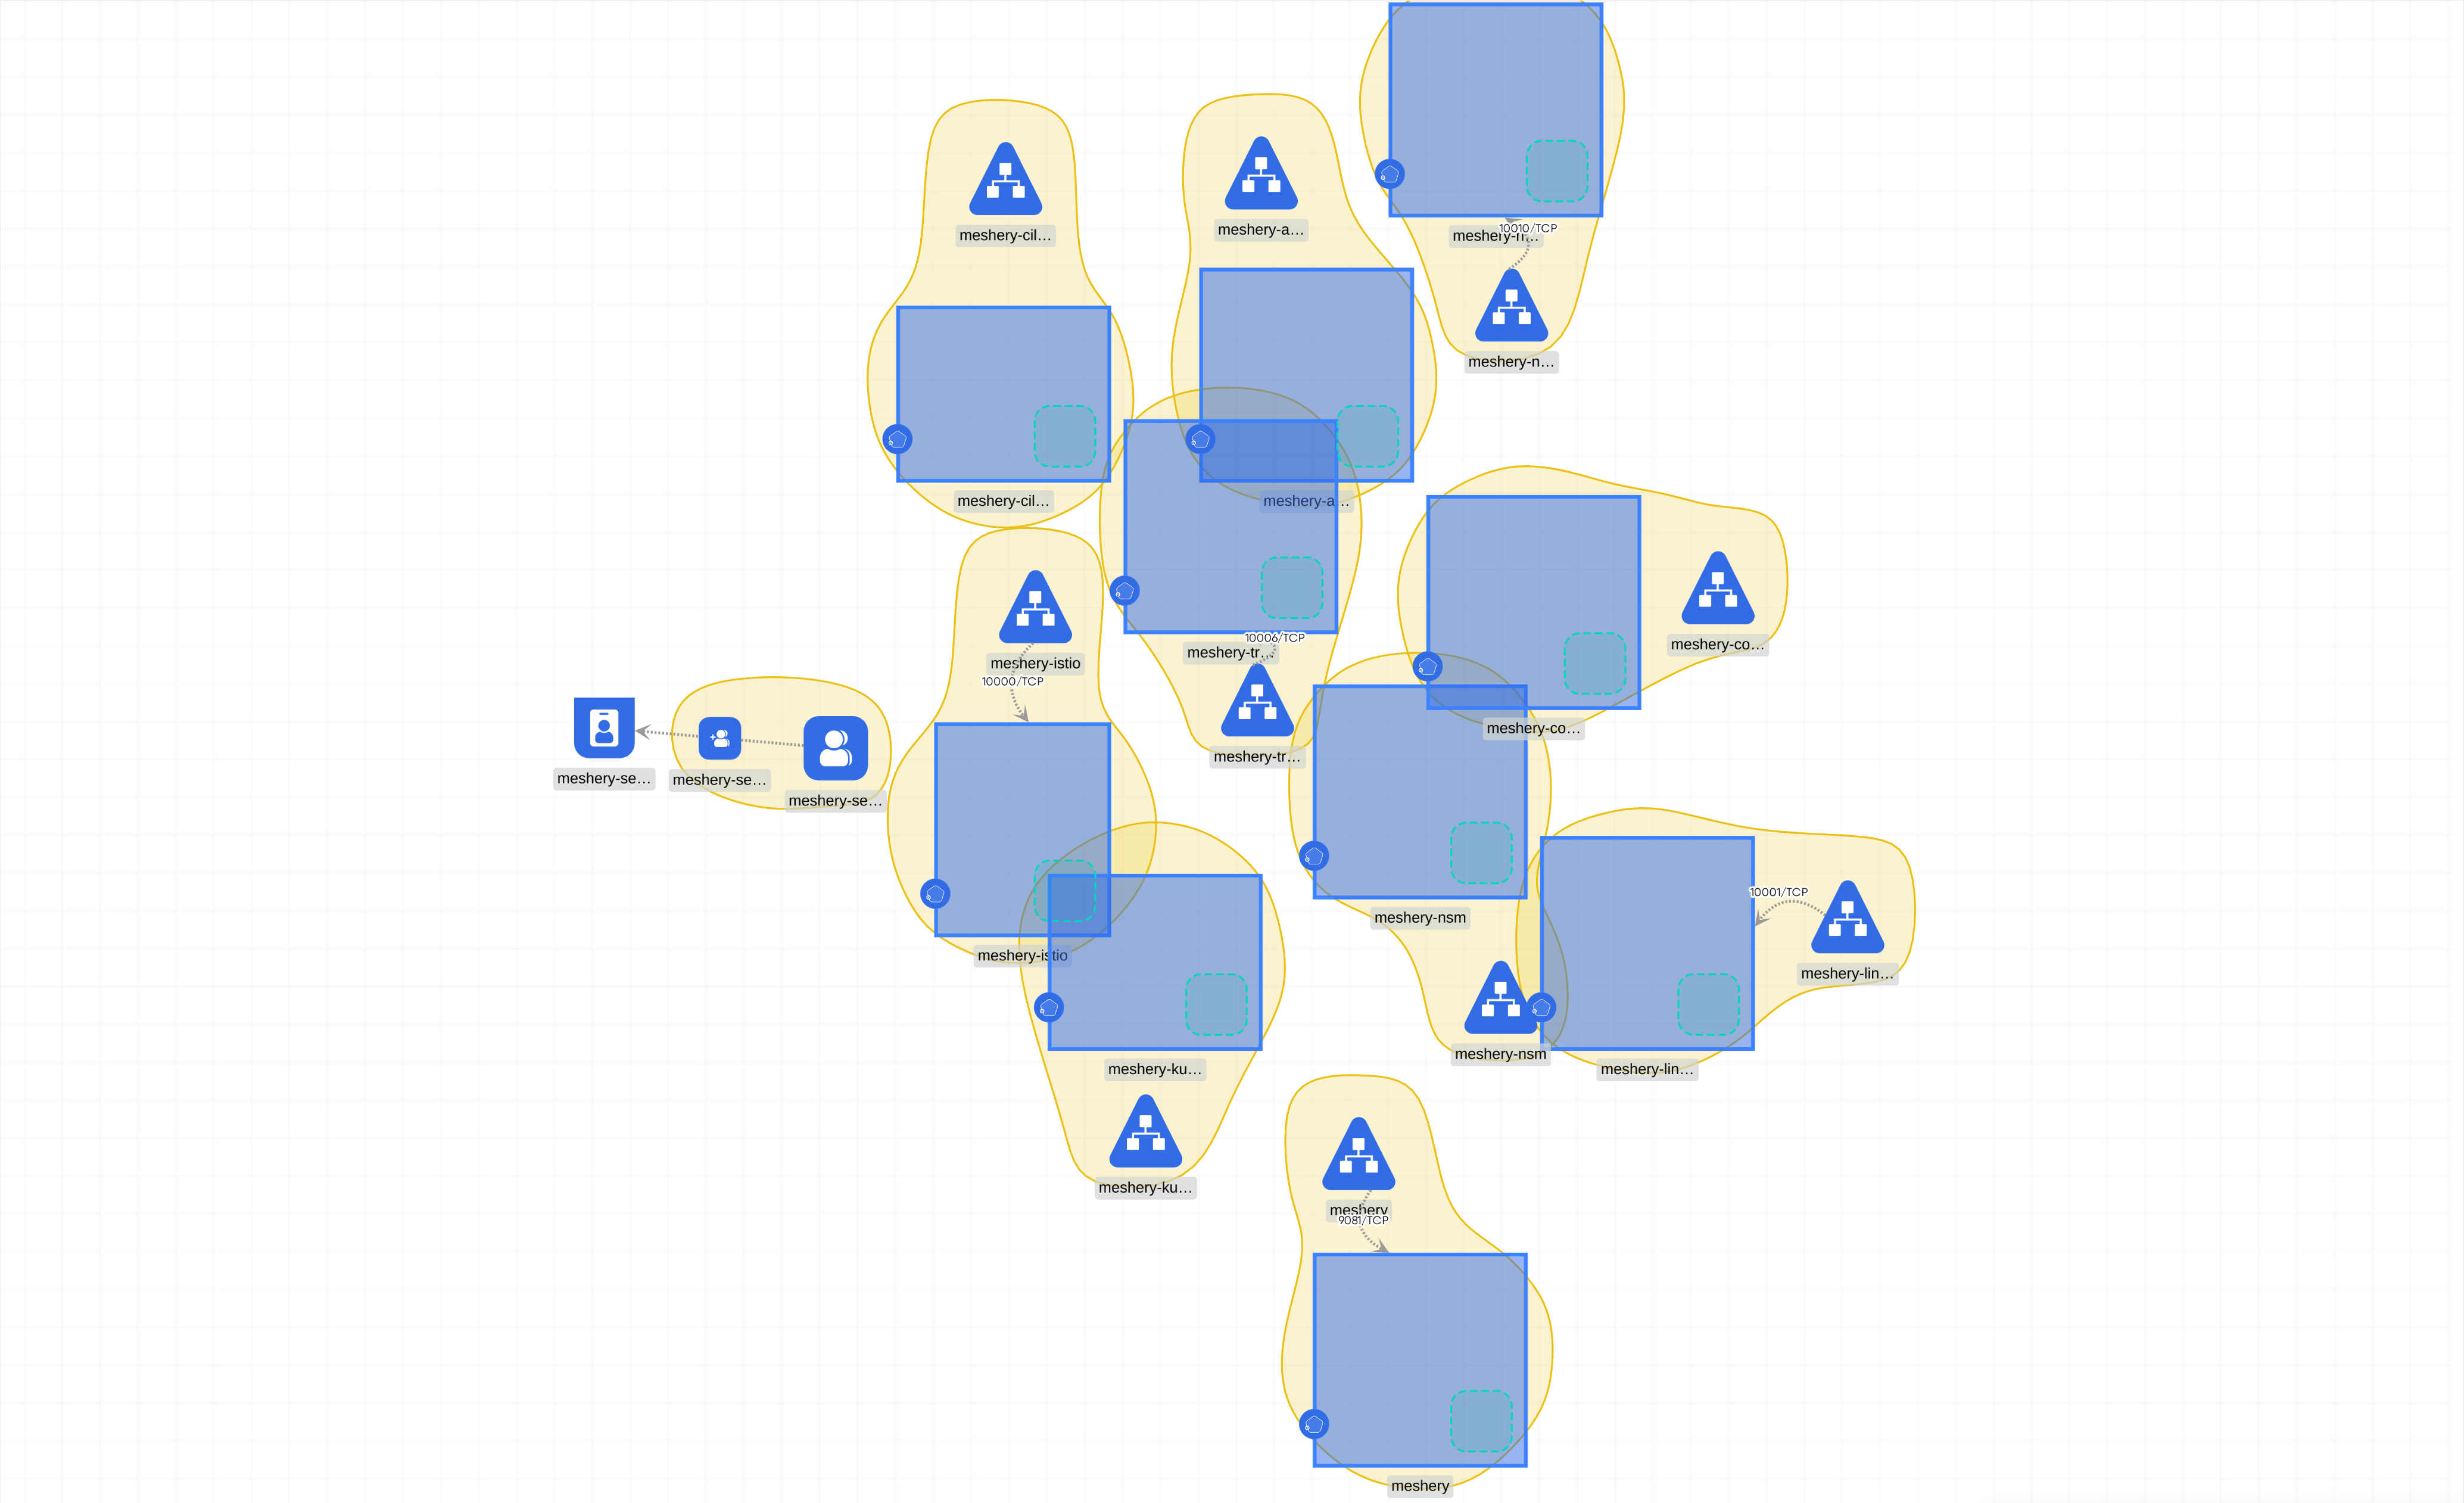 meshery-cil…
meshery-a…
10010/TCP
meshery-n…
meshery-cil…
meshery-a…
meshery-istio
10000/TCP
10006/TCP
meshery-tr…
meshery-tr…
meshery-co…
meshery-co…
meshery-se…
meshery-se…
meshery-se…
meshery-istio
meshery-nsm
10001/TCP
meshery-lin…
meshery-nsm
meshery-lin…
meshery-ku…
meshery-ku…
meshery
9081/TCP
meshery